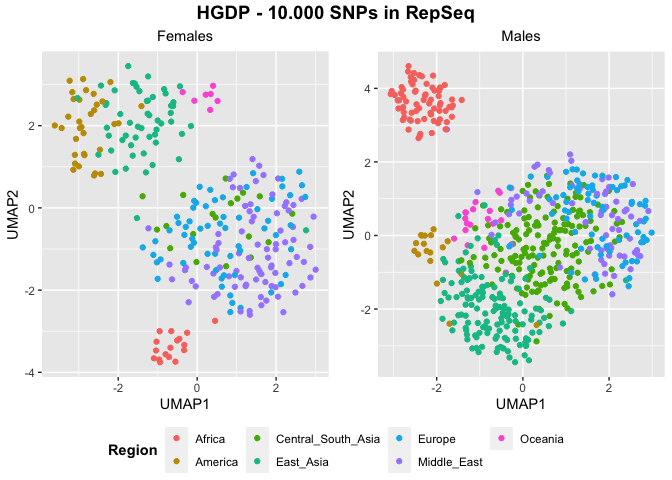 HGDP - 10.000 SNPs in RepSeq
Females
Males
UMAP2
2
0
-2
-4
-2
0
2
UMAP1
UMAP2
4
2
0
-2
-2
0
2
UMAP1
Region
Africa
America
Central_South_Asia
East_Asia
Europe
Middle_East
Oceania